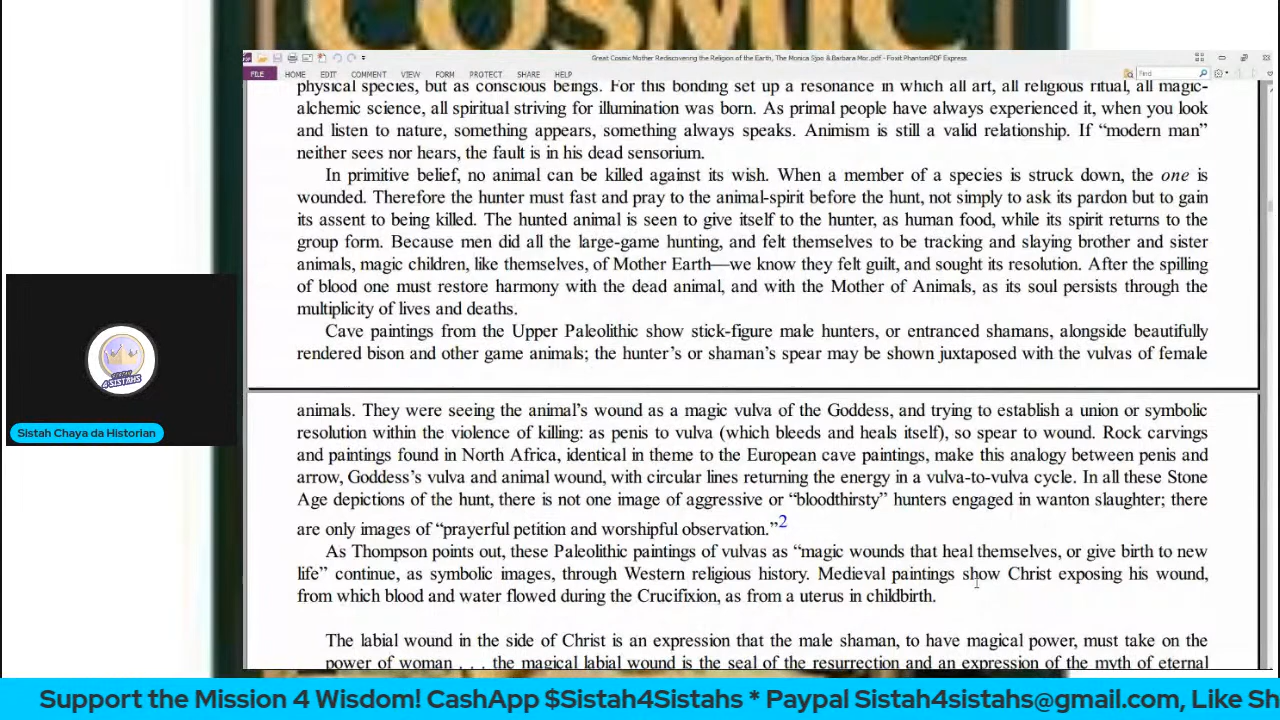 COSMIC
Great Cosmic Mother Rediscovering the Religion of the Earth, The Monica Sjoo & Barbara Mor.pdf - Foxit PhantomPDF Express
FILE HOME EDIT COMMENT VIEW FORM PROTECT SHARE HELP Find
physical species, but as conscious beings. For this bonding set up a resonance in which all art, all religious ritual, all magic-
alchemic science, all spiritual striving for illumination was born. As primal people have always experienced it, when you look
and listen to nature, something appears, something always speaks. Animism is still a valid relationship. If “modern man”
neither sees nor hears, the fault is in his dead sensorium.
In primitive belief, no animal can be killed against its wish. When a member of a species is struck down, the one is
wounded. Therefore the hunter must fast and pray to the animal-spirit before the hunt, not simply to ask its pardon but to gain
its assent to being killed. The hunted animal is seen to give itself to the hunter, as human food, while its spirit returns to the
group form. Because men did all the large-game hunting, and felt themselves to be tracking and slaying brother and sister
animals, magic children, like themselves, of Mother Earth—we know they felt guilt, and sought its resolution. After the spilling
of blood one must restore harmony with the dead animal, and with the Mother of Animals, as its soul persists through the
multiplicity of lives and deaths.
Cave paintings from the Upper Paleolithic show stick-figure male hunters, or entranced shamans, alongside beautifully
rendered bison and other game animals; the hunter’s or shaman’s spear may be shown juxtaposed with the vulvas of female
animals. They were seeing the animal’s wound as a magic vulva of the Goddess, and trying to establish a union or symbolic
resolution within the violence of killing: as penis to vulva (which bleeds and heals itself), so spear to wound. Rock carvings
and paintings found in North Africa, identical in theme to the European cave paintings, make this analogy between penis and
arrow, Goddess’s vulva and animal wound, with circular lines returning the energy in a vulva-to-vulva cycle. In all these Stone
Age depictions of the hunt, there is not one image of aggressive or “bloodthirsty” hunters engaged in wanton slaughter; there
are only images of “prayerful petition and worshipful observation.”2
As Thompson points out, these Paleolithic paintings of vulvas as “magic wounds that heal themselves, or give birth to new
life” continue, as symbolic images, through Western religious history. Medieval paintings show Christ exposing his wound,
from which blood and water flowed during the Crucifixion, as from a uterus in childbirth.
The labial wound in the side of Christ is an expression that the male shaman, to have magical power, must take on the
power of woman . . . the magical labial wound is the seal of the resurrection and an expression of the myth of eternal
4 SISTAHS
Sistah Chaya da Historian
Support the Mission 4 Wisdom! CashApp $Sistah4Sistahs * Paypal Sistah4sistahs@gmail.com, Like Sh